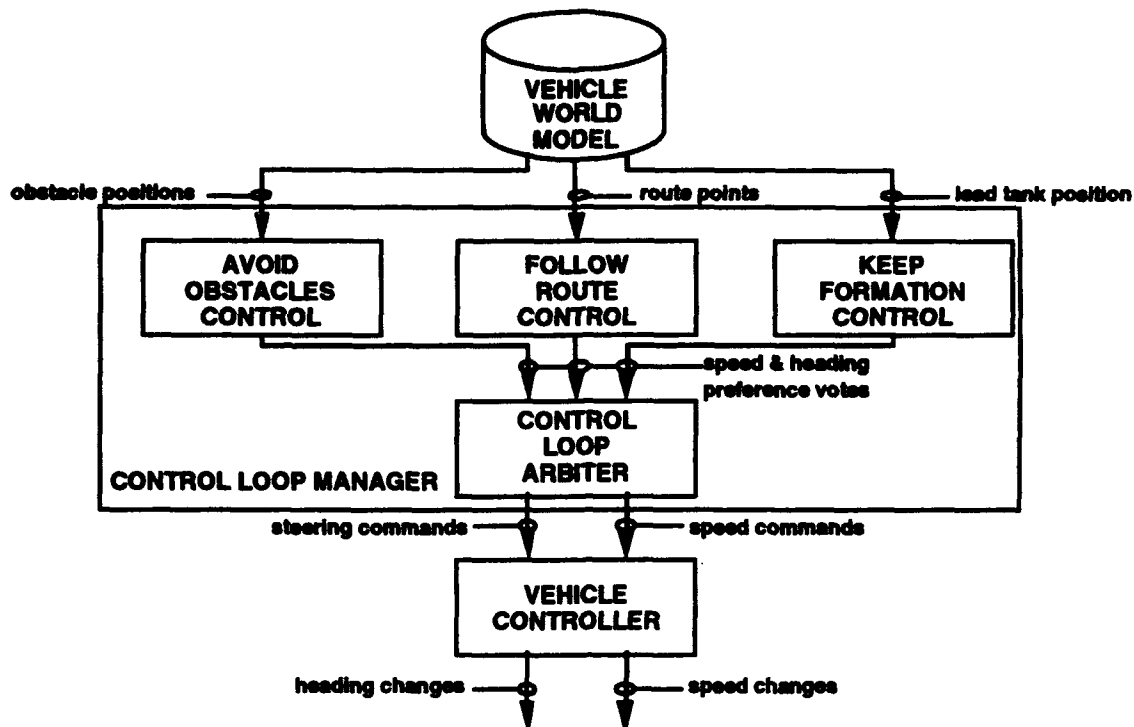 VEHICLE
WORLD
MODEL
obstacle positions
route points
lead tank position
AVOID
OBSTACLES
CONTROL
FOLLOW
ROUTE
CONTROL
KEEP
FORMATION
CONTROL
speed & heading
preference votes
CONTROL
LOOP
ARBITER
CONTROL LOOP MANAGER
steering commands
speed commands
VEHICLE
CONTROLLER
heading changes
speed changes